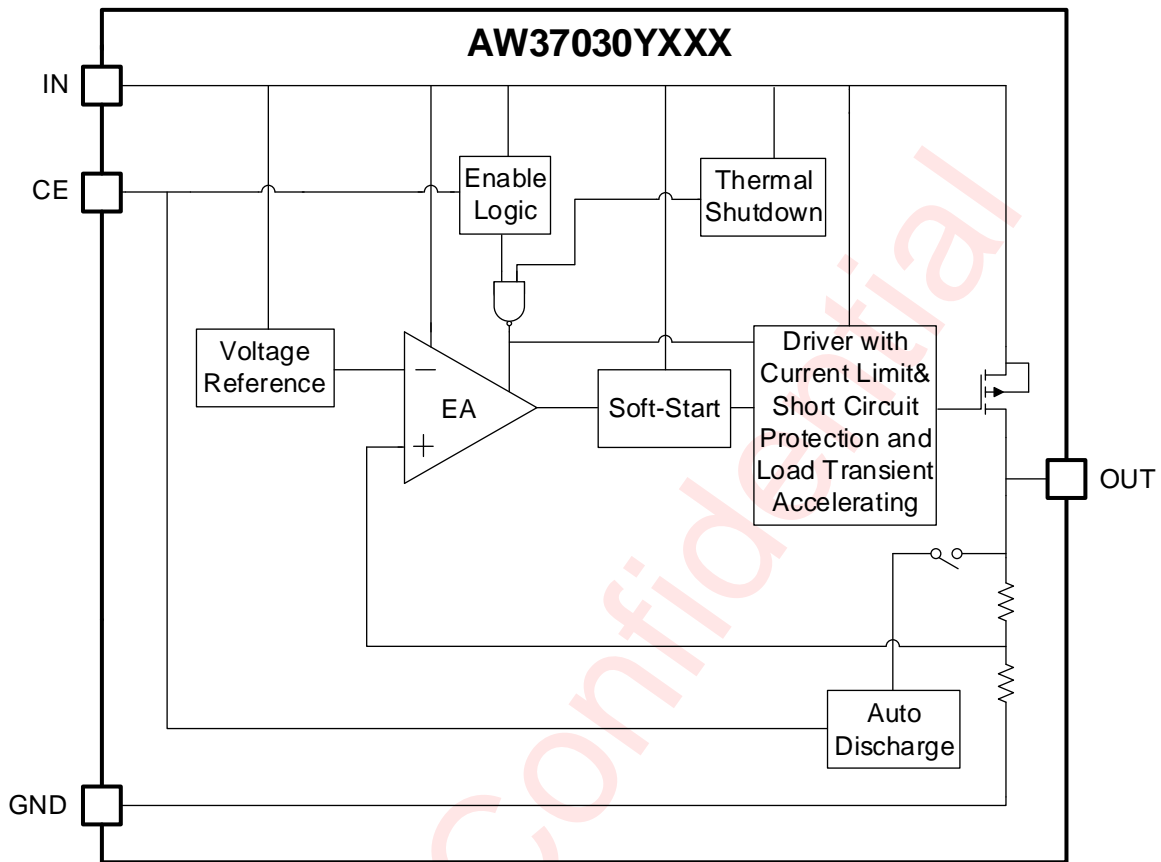 AW37030YXXX
IN
CE
Enable
Logic
Thermal
Shutdown
Voltage
Reference
−
EA
+
Soft-Start
Driver with
Current Limit&
Short Circuit
Protection and
Load Transient
Accelerating
OUT
Auto
Discharge
GND
Confidential